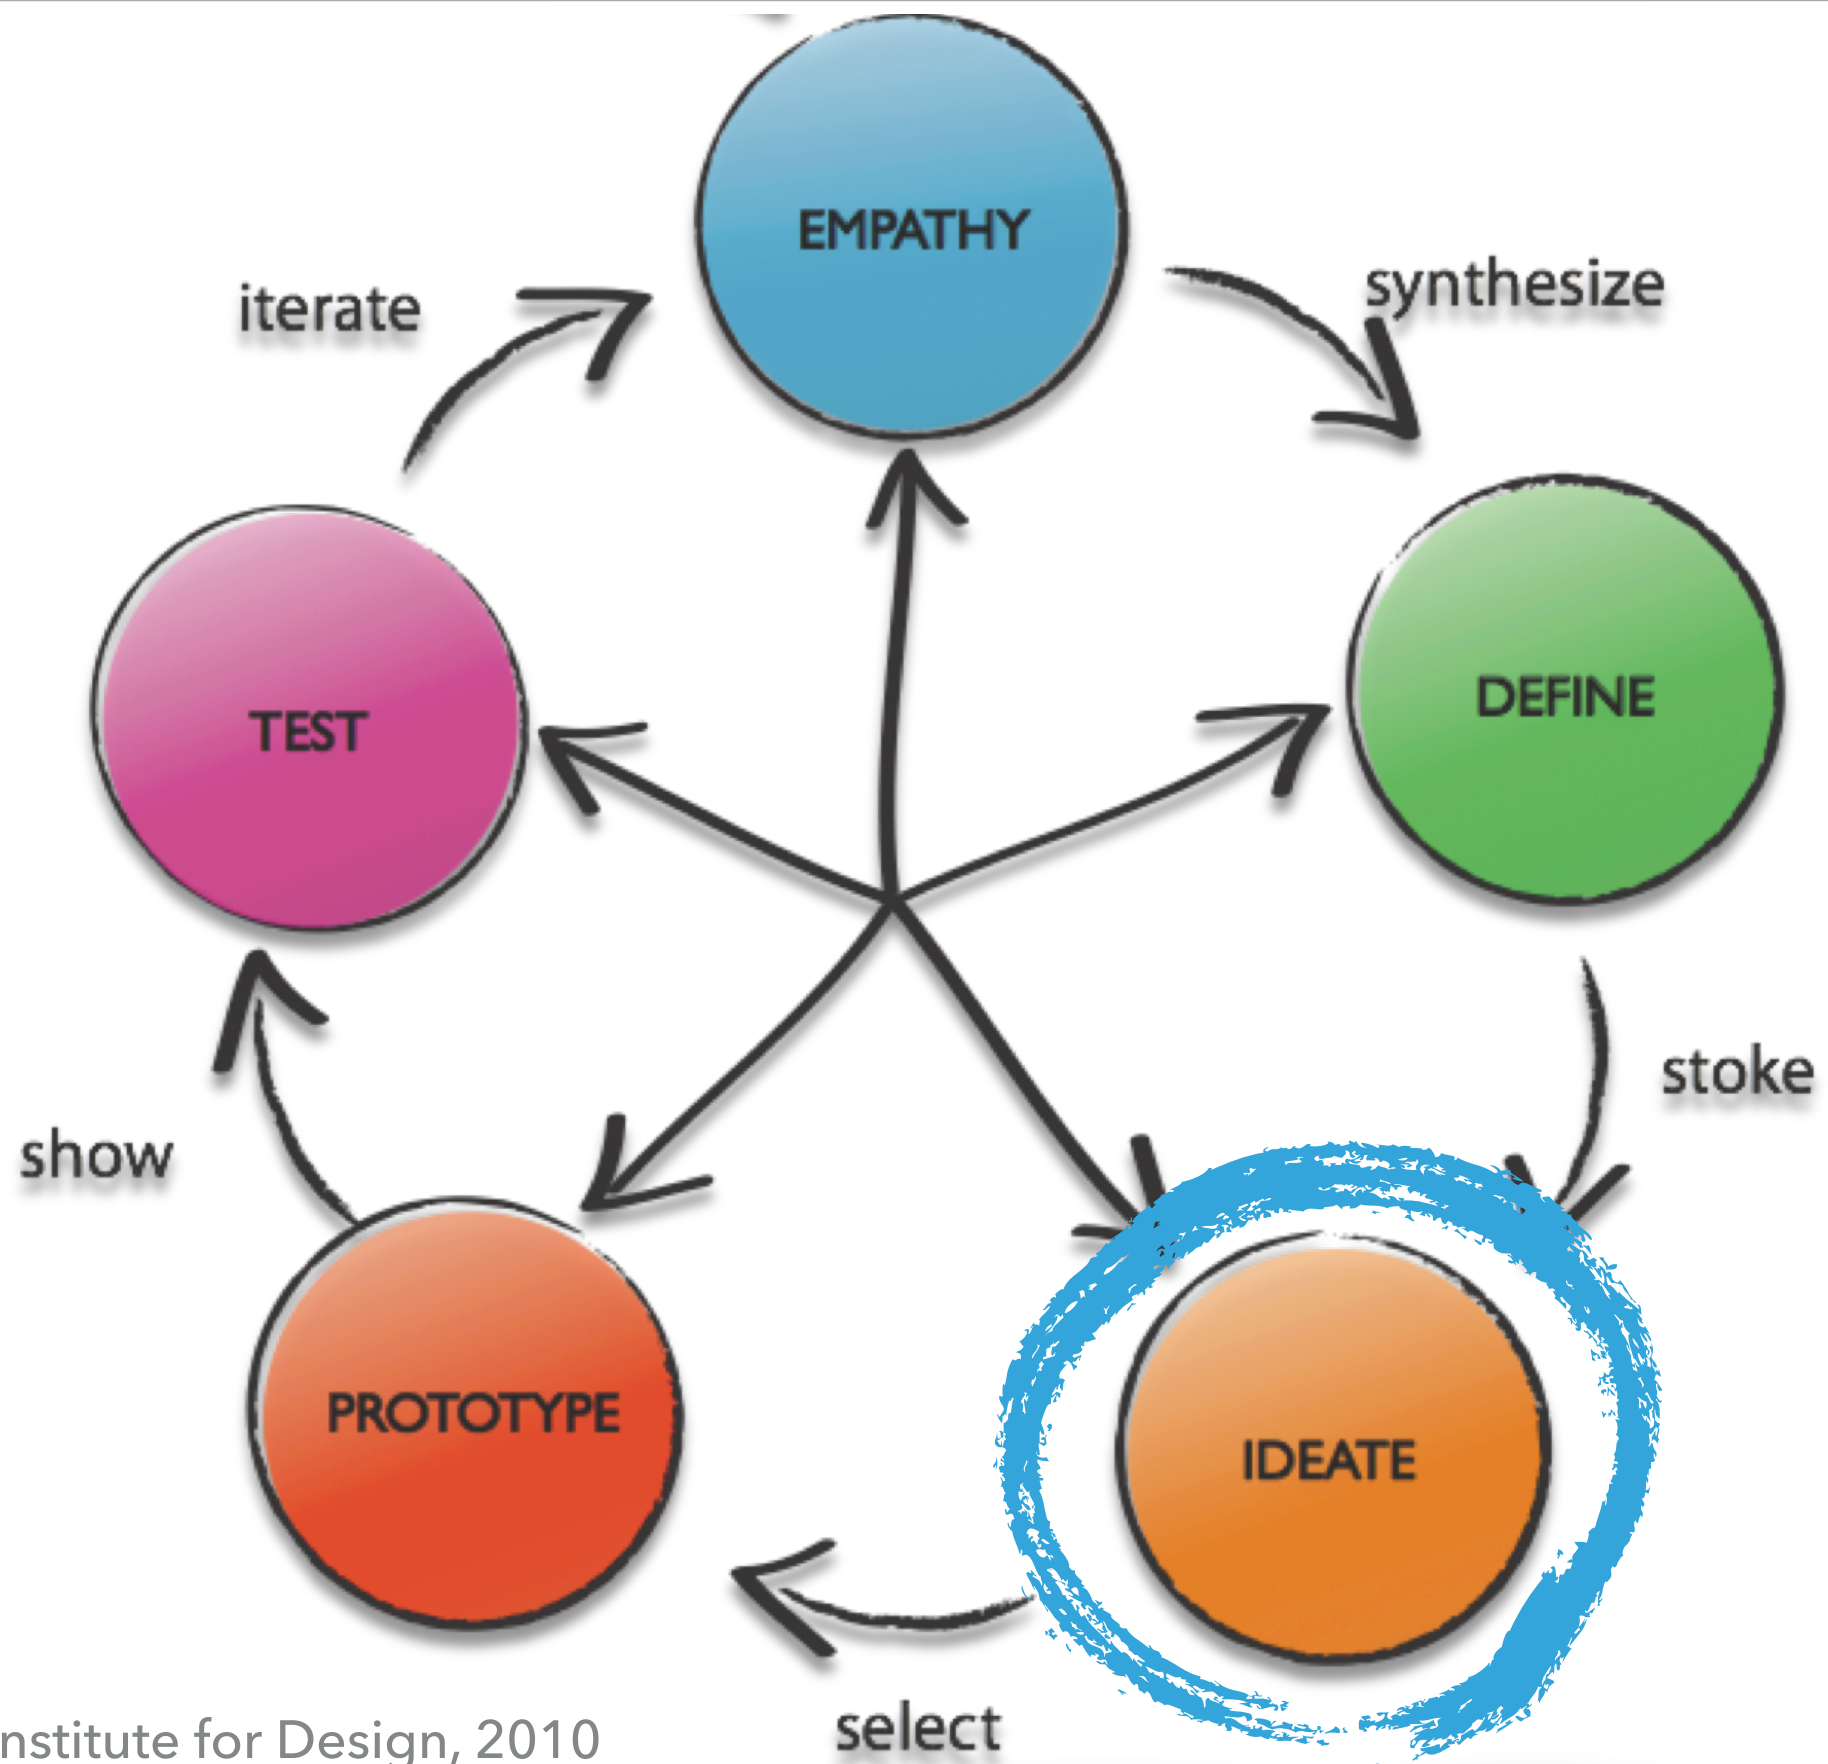 EMPATHY
iterate
synthesize
TEST
DEFINE
stoke
show
PROTOTYPE
IDEATE
select
nstitute for Design, 2010